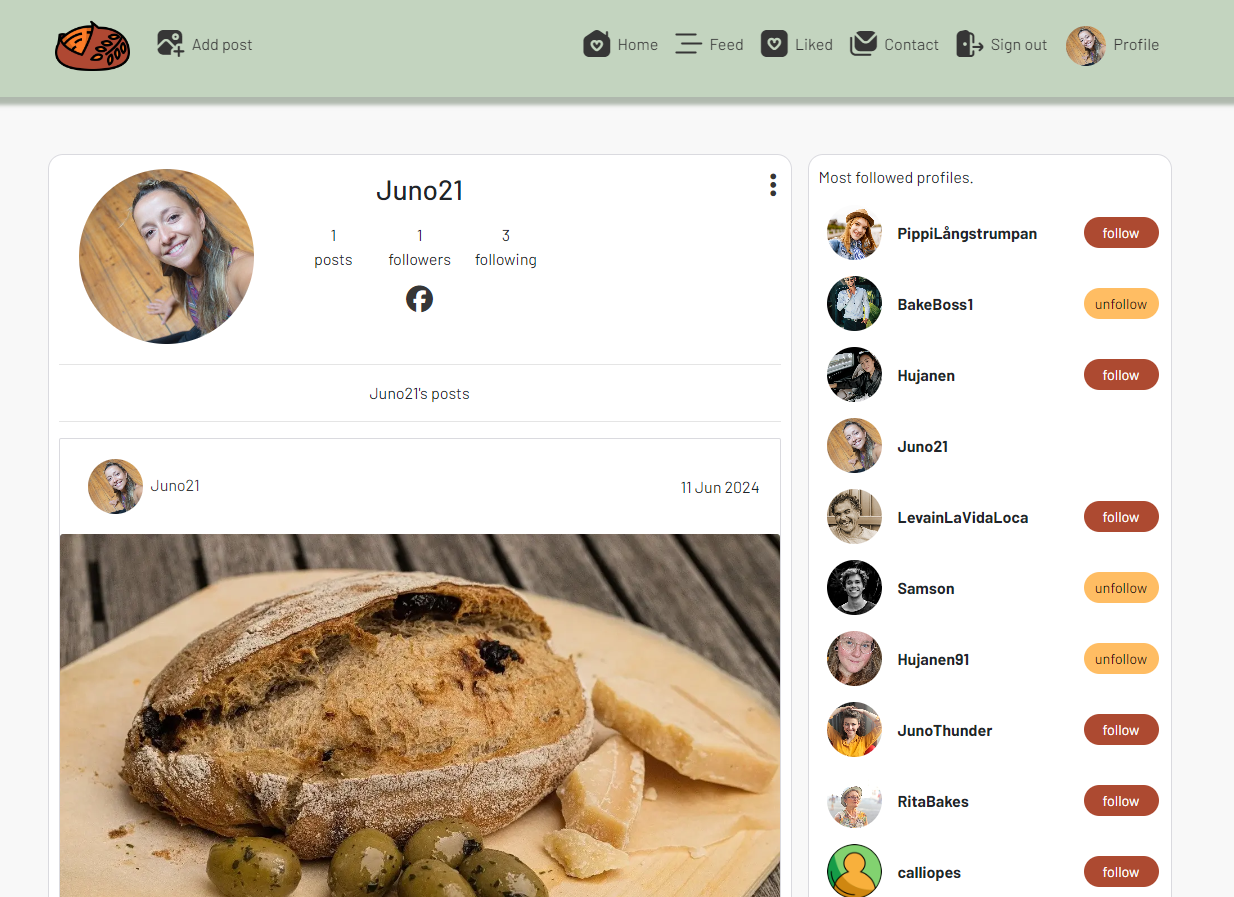 Add post
Home
Feed
Liked
Contact
Sign out
Profile
Juno21
1 posts
1 followers
3 following
Juno21's posts
Juno21
11 Jun 2024
Most followed profiles.
PippiLångstrumpan follow
BakeBoss1 unfollow
Hujanen follow
Juno21
LevainLaVidaLoca follow
Samson unfollow
Hujanen91 unfollow
JunoThunder follow
RitaBakes follow
calliopes follow